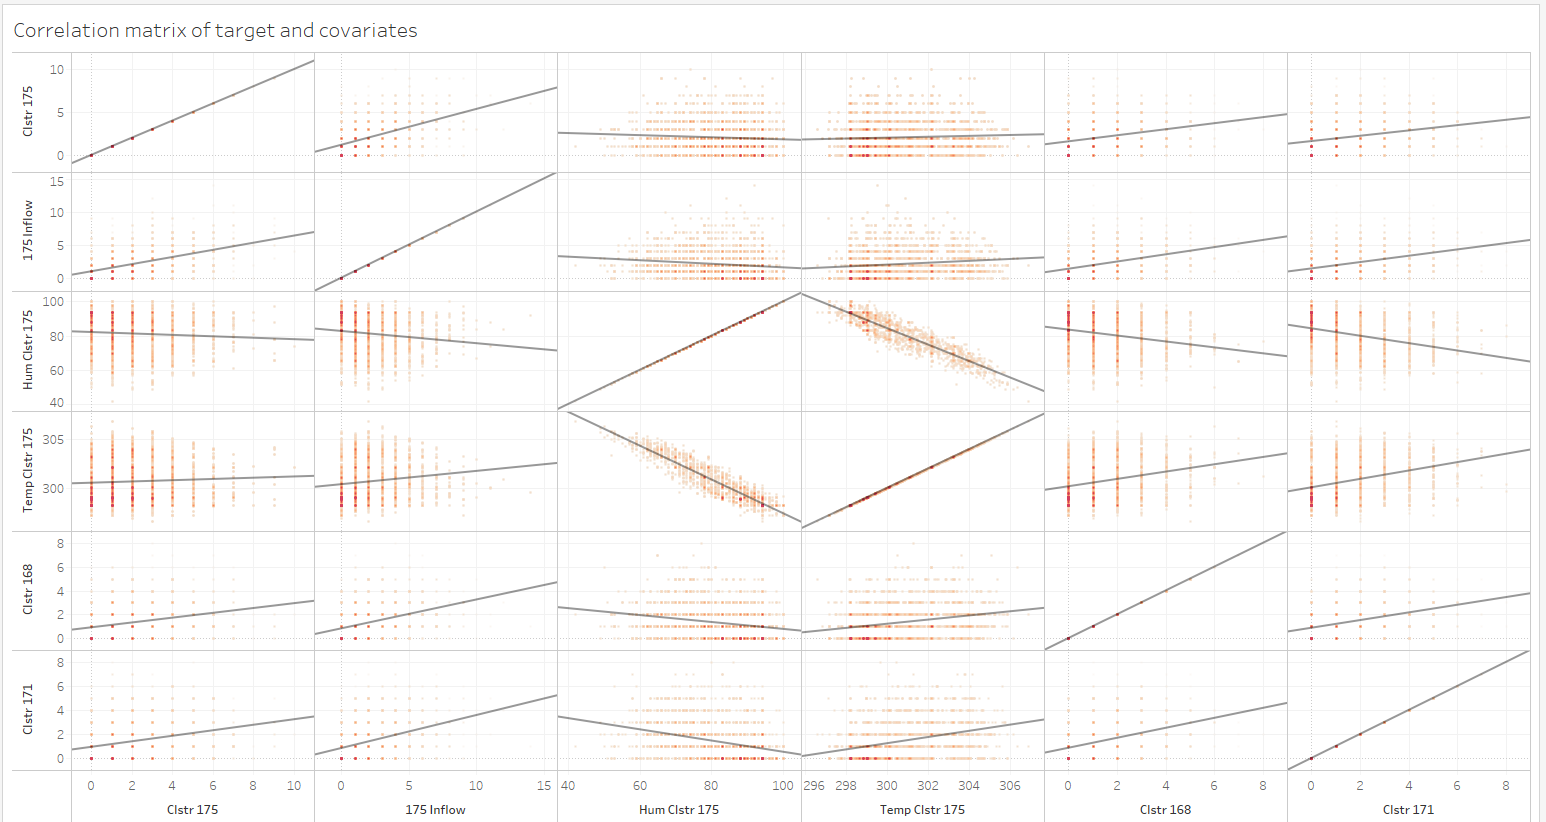 Correlation matrix of target and covariates
Clstr 175
10
5
0
175 Inflow
15
10
5
0
Hum Clstr 175
100
80
60
40
Temp Clstr 175
305
300
Clstr 168
8
6
4
2
0
Clstr 171
8
6
4
2
0
0 2 4 6 8 10 0 5 10 15 40 60 80 100 296 298 300 302 304 306 0 2 4 6 8 0 2 4 6 8
Clstr 175 175 Inflow Hum Clstr 175 Temp Clstr 175 Clstr 168 Clstr 171